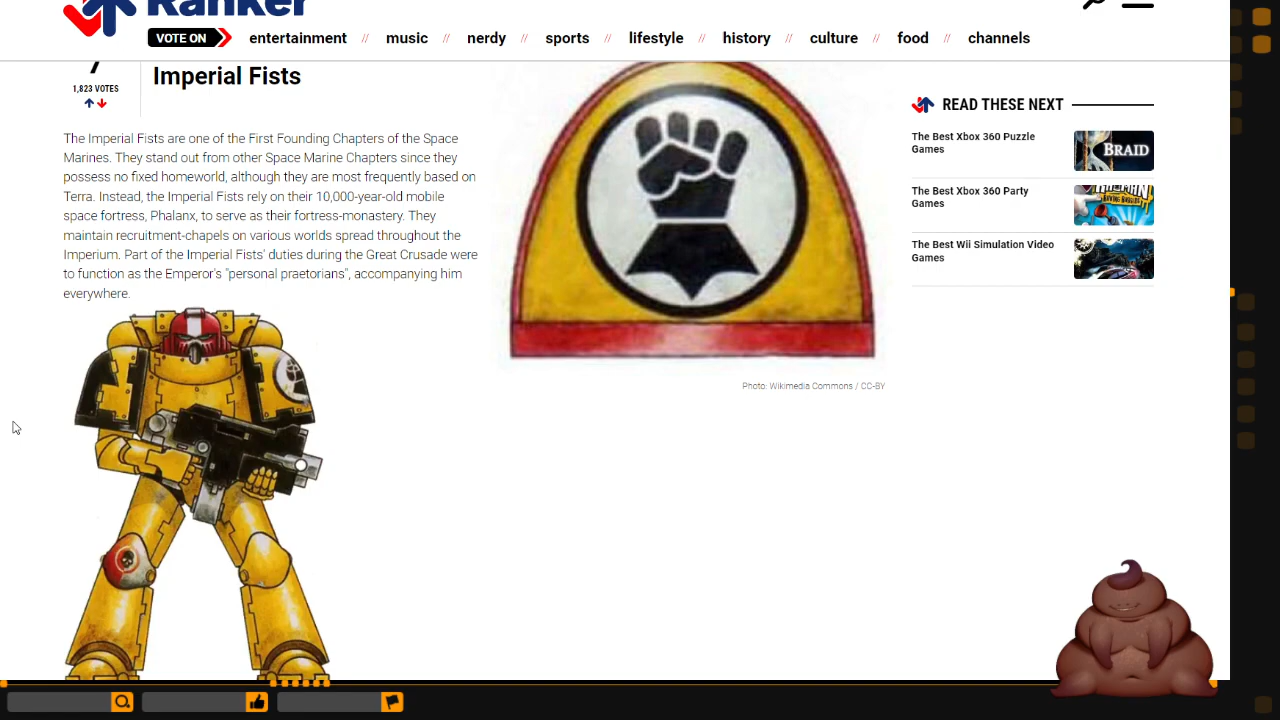 Ranker
VOTE ON entertainment // music // nerdy // sports // lifestyle // history // culture // food // channels
7
Imperial Fists
1,823 VOTES
The Imperial Fists are one of the First Founding Chapters of the Space
Marines. They stand out from other Space Marine Chapters since they
possess no fixed homeworld, although they are most frequently based on
Terra. Instead, the Imperial Fists rely on their 10,000-year-old mobile
space fortress, Phalanx, to serve as their fortress-monastery. They
maintain recruitment-chapels on various worlds spread throughout the
Imperium. Part of the Imperial Fists' duties during the Great Crusade were
to function as the Emperor's "personal praetorians", accompanying him
everywhere.
Photo: Wikimedia Commons / CC-BY
READ THESE NEXT
The Best Xbox 360 Puzzle
Games
BRAID
The Best Xbox 360 Party
Games
The Best Wii Simulation Video
Games